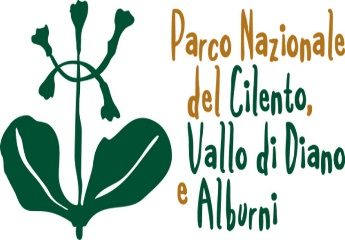 Parco Nazionale
del Cilento,
Vallo di Diano
e Alburni